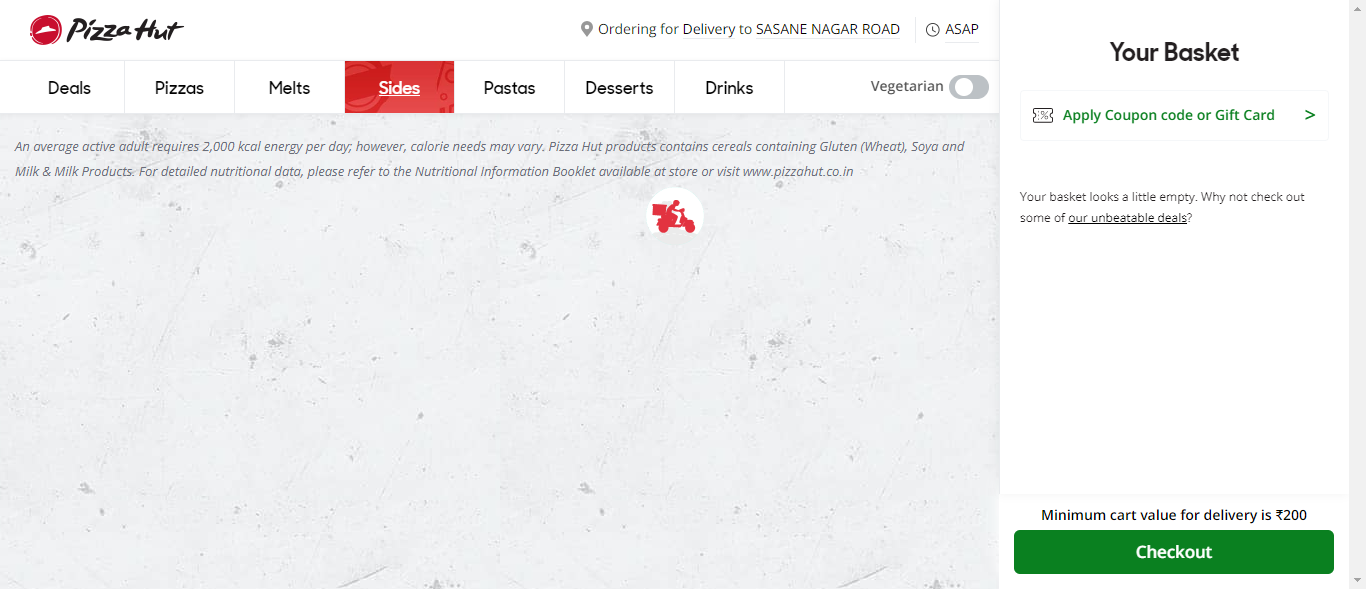 Pizza Hut
Ordering for Delivery to SASANE NAGAR ROAD
ASAP
Deals
Pizzas
Melts
Sides
Pastas
Desserts
Drinks
Vegetarian
An average active adult requires 2,000 kcal energy per day; however, calorie needs may vary. Pizza Hut products contains cereals containing Gluten (Wheat), Soya and
Milk & Milk Products. For detailed nutritional data, please refer to the Nutritional Information Booklet available at store or visit www.pizzahut.co.in
Your Basket
Apply Coupon code or Gift Card >
Your basket looks a little empty. Why not check out
some of our unbeatable deals?
Minimum cart value for delivery is ₹200
Checkout